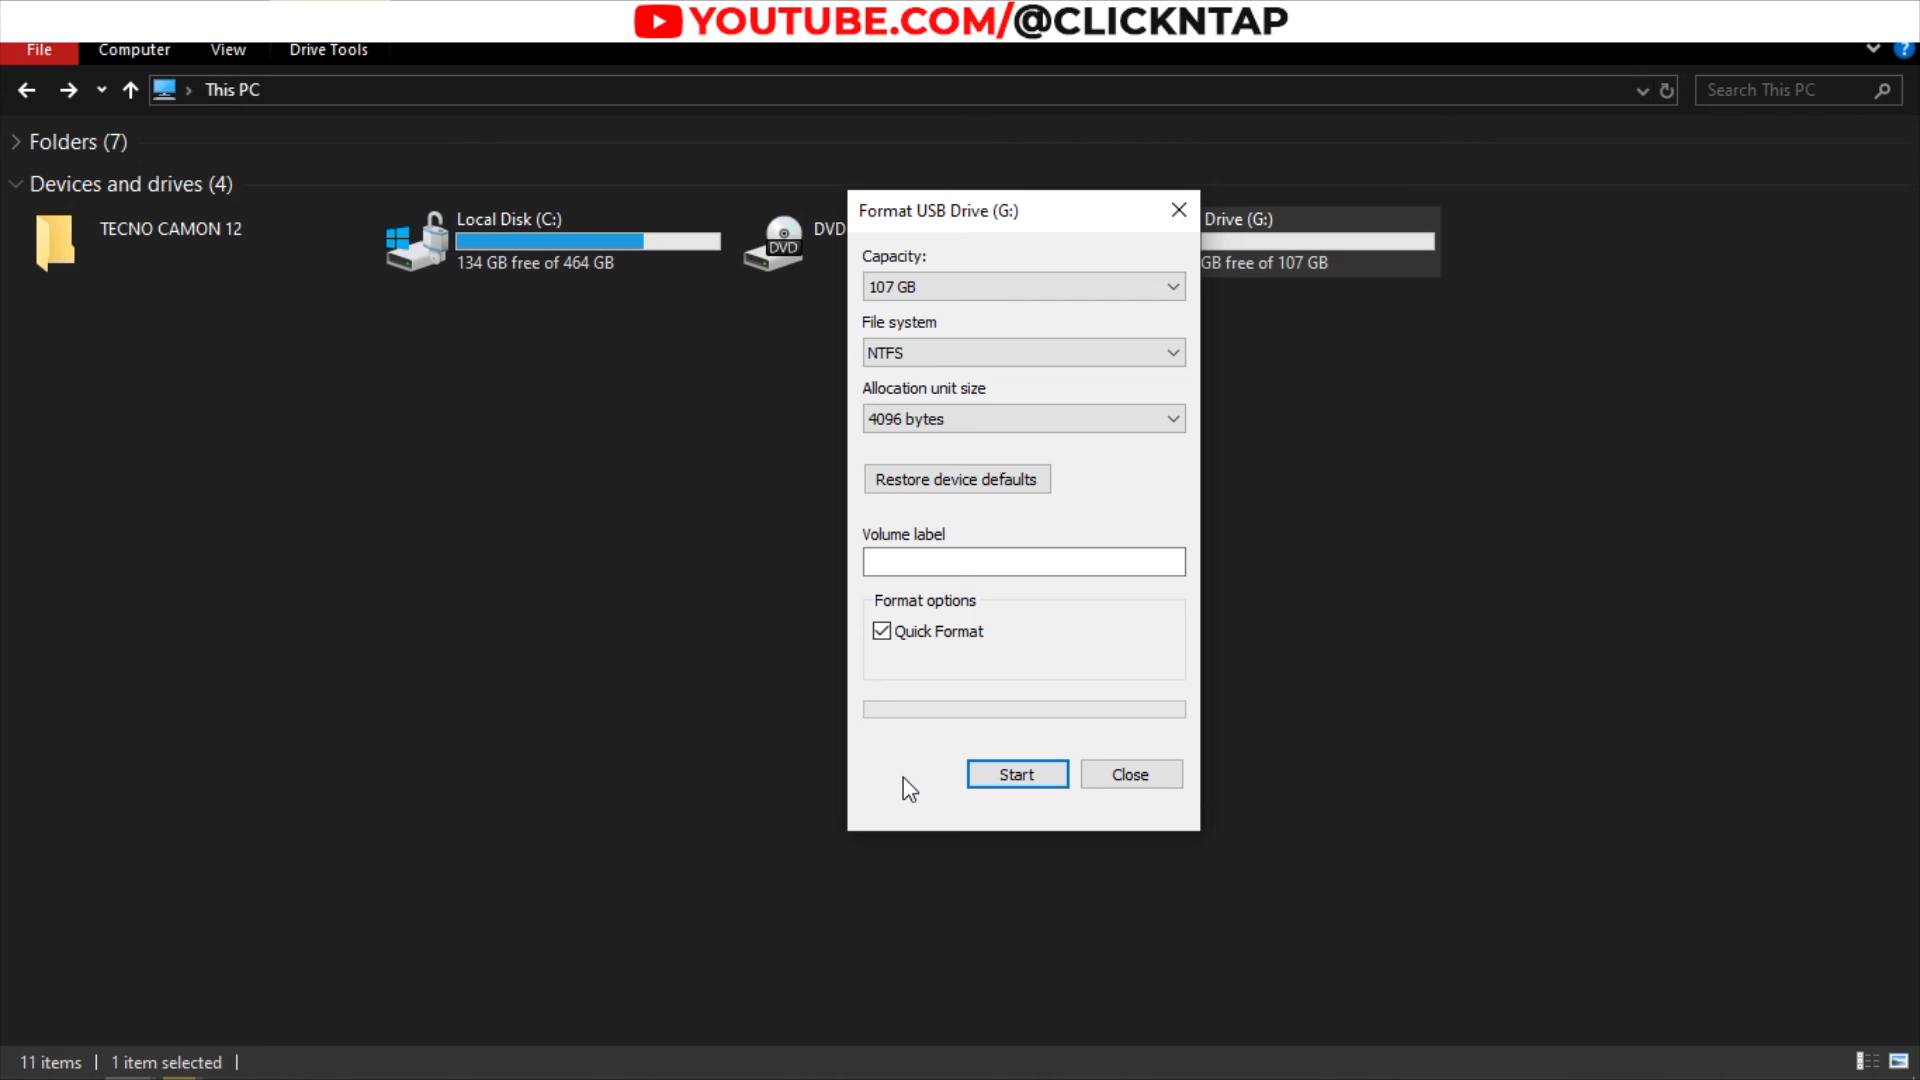 YOUTUBE.COM/@CLICKNTAP
File Computer View Drive Tools
?
This PC
Search This PC
Folders (7)
Devices and drives (4)
TECNO CAMON 12
Local Disk (C:)
134 GB free of 464 GB
DVD
DVD
Drive (G:)
GB free of 107 GB
Format USB Drive (G:)
Capacity:
107 GB
File system
NTFS
Allocation unit size
4096 bytes
Restore device defaults
Volume label
Format options
Quick Format
Start Close
11 items 1 item selected